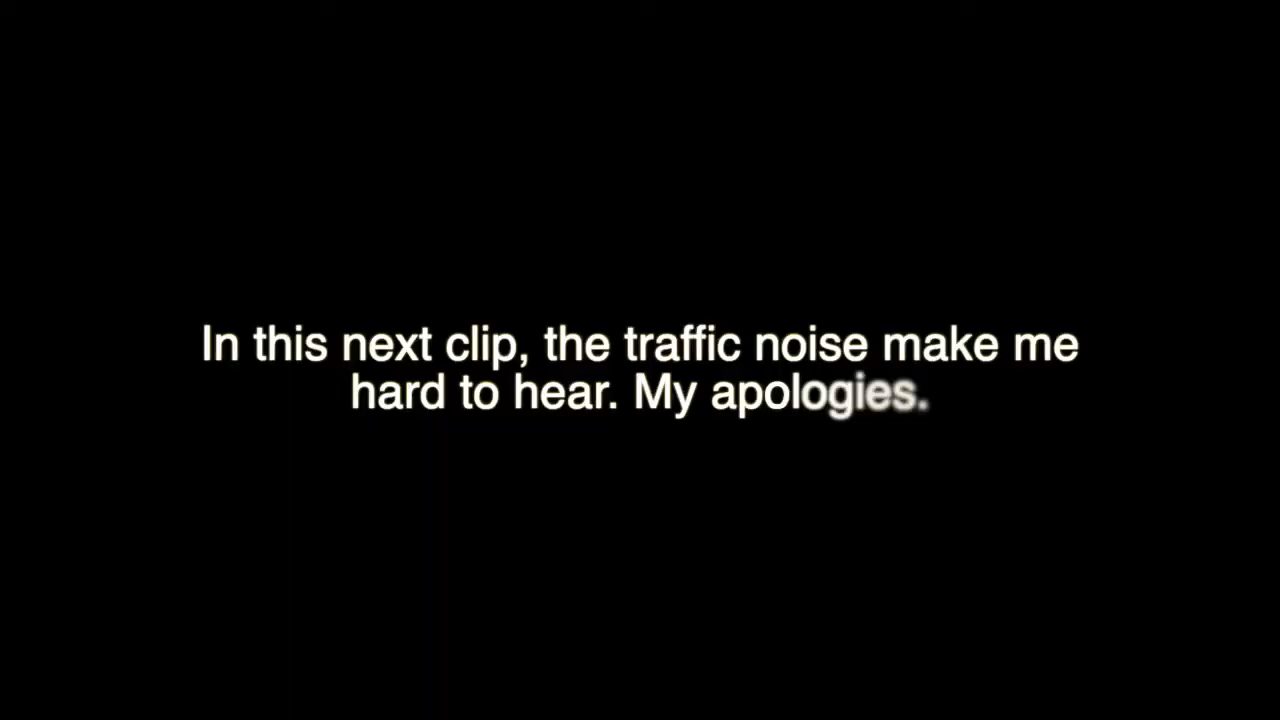 In this next clip, the traffic noise make me
hard to hear. My apologies.